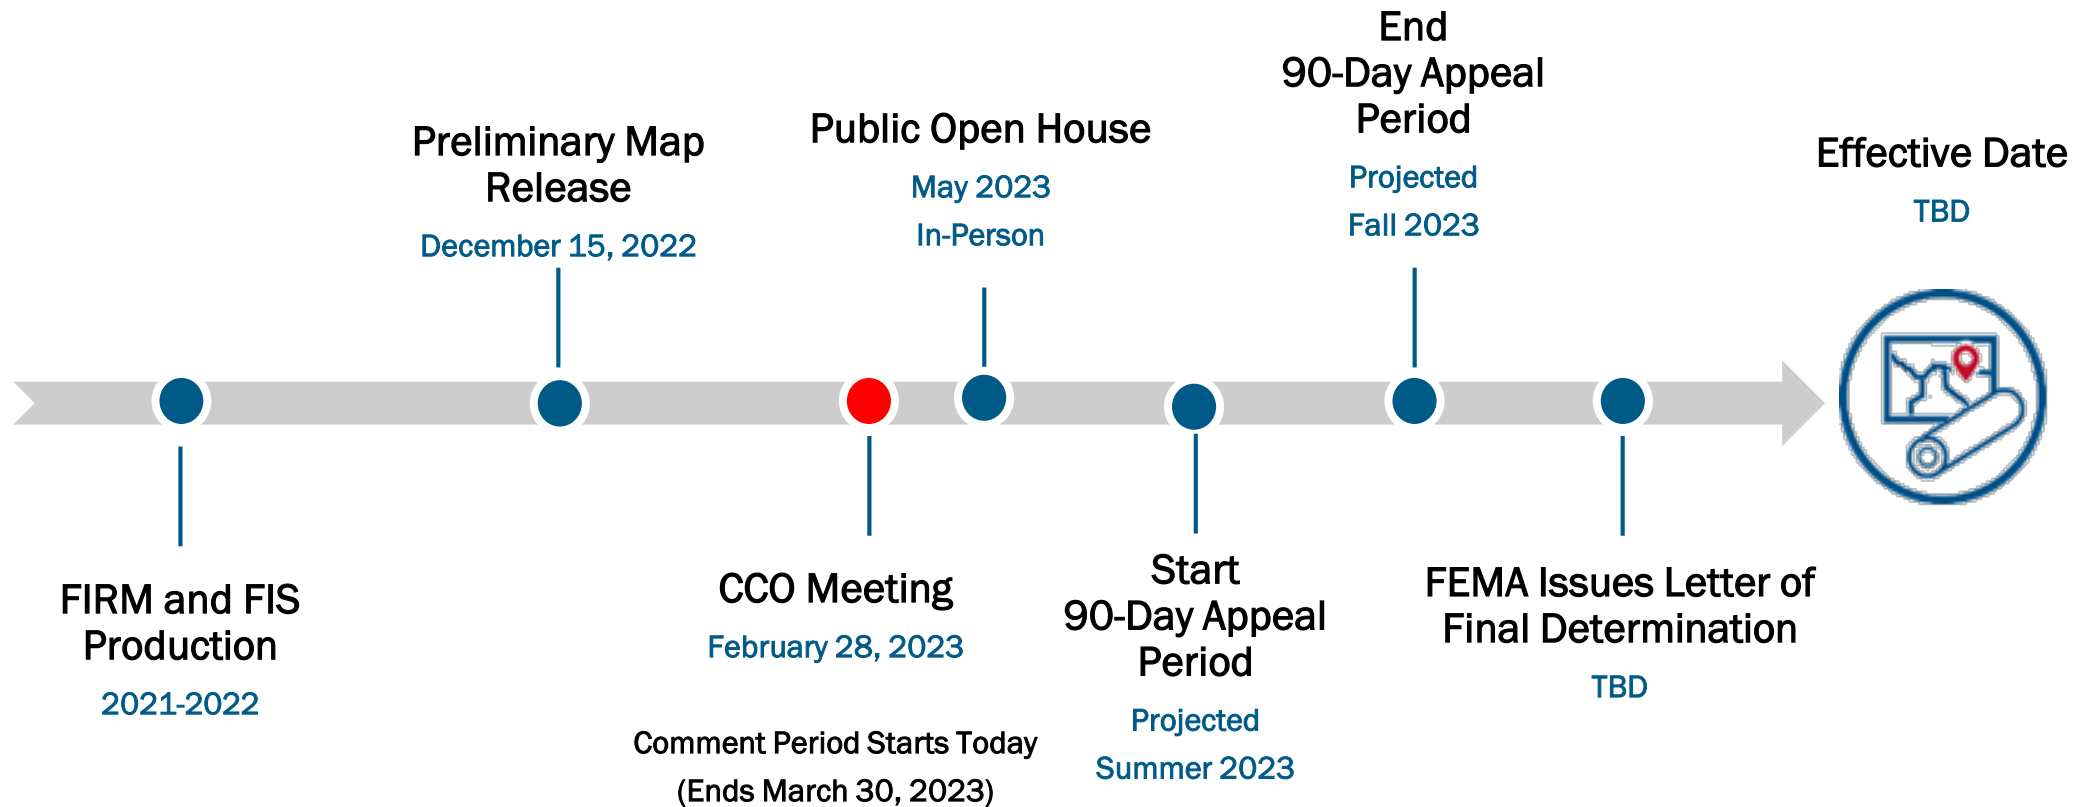 FIRM and FIS
Production
2021-2022
Preliminary Map
Release
December 15, 2022
CCO Meeting
February 28, 2023
Comment Period Starts Today
(Ends March 30, 2023)
Public Open House
May 2023
In-Person
Start
90-Day Appeal
Period
Projected
Summer 2023
End
90-Day Appeal
Period
Projected
Fall 2023
FEMA Issues Letter of
Final Determination
TBD
Effective Date
TBD